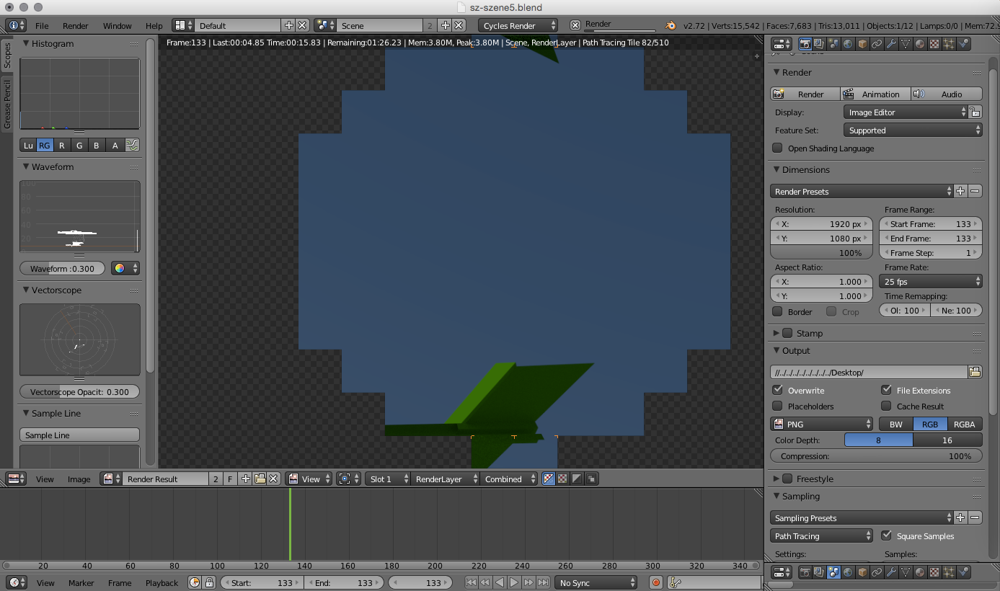 sz-szene5.blend
File Render Window Help Default Scene 2 Cycles Render Render v2.72 | Verts:15,542 | Faces:7,683 | Tris:13,011 | Objects:1/12 | Lamps:0/0 | Mem:72.9
Frame:133 | Last:00:04.85 Time:00:15.83 | Remaining:01:26.23 | Mem:3.80M, Peak:3.80M | Scene, RenderLayer | Path Tracing Tile 82/510
Scopes
Grease Pencil
Histogram
Lu RG R G B A
Waveform
100
80
60
40
20
0
Waveform :0.300
Vectorscope
Vectorscope Opacit: 0.300
Sample Line
Sample Line
View Image Render Result 2 F View Slot 1 RenderLayer Combined
20 40 60 80 100 120 140 160 180 200 220 240 260 280 300 320 340
View Marker Frame Playback Start: 133 End: 133 133 No Sync
Render
Render Animation Audio
Display: Image Editor
Feature Set: Supported
Open Shading Language
Dimensions
Render Presets
Resolution: Frame Range:
X: 1920 px Start Frame: 133
Y: 1080 px End Frame: 133
100% Frame Step: 1
Aspect Ratio: Frame Rate:
X: 1.000 25 fps
Y: 1.000 Time Remapping:
Border Crop Ol: 100 Ne: 100
Stamp
Output
//../../../../../../../../Desktop/
Overwrite File Extensions
Placeholders Cache Result
PNG BW RGB RGBA
Color Depth: 8 16
Compression: 100%
Freestyle
Sampling
Sampling Presets
Path Tracing Square Samples
Settings: Samples: